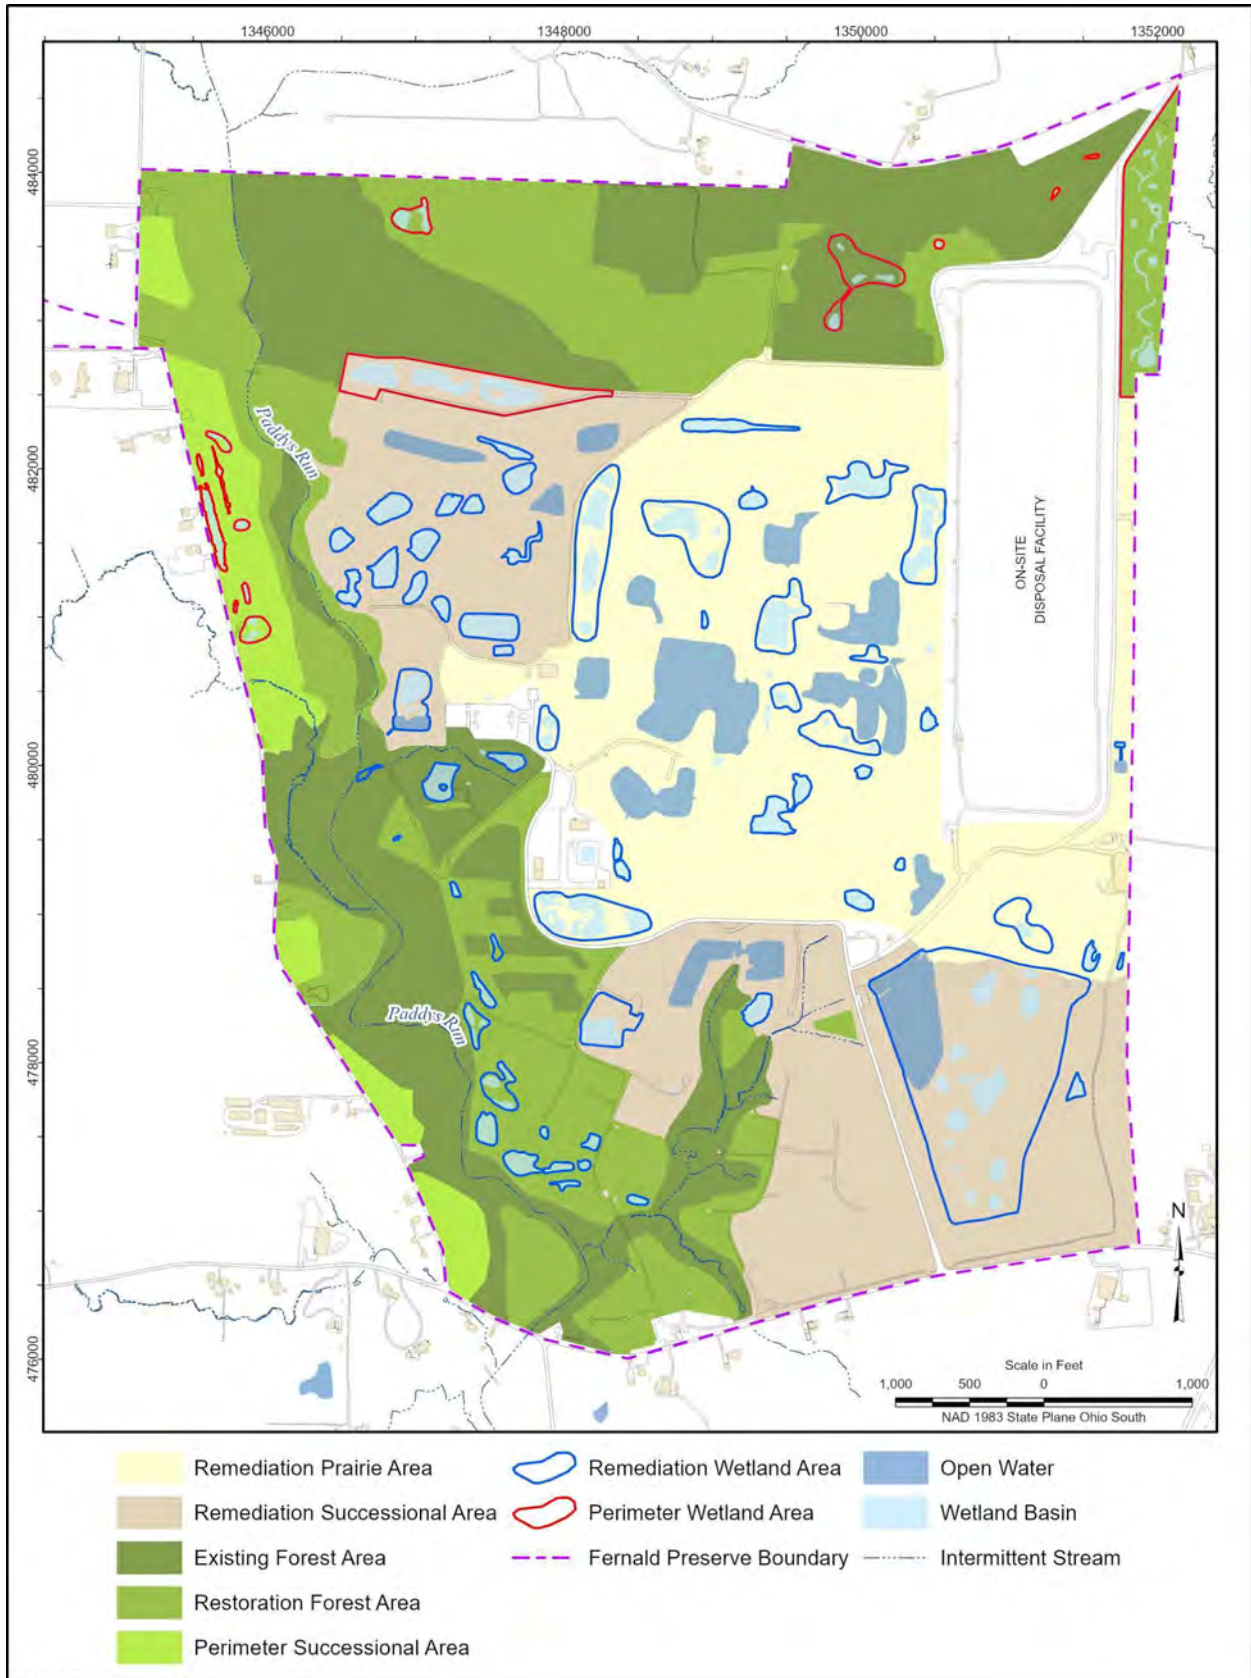 1346000
1348000
1350000
1352000
484000
482000
480000
478000
476000
Paddys Run
ON-SITE
DISPOSAL FACILITY
Paddys Run
N
Scale in Feet
1,000 500 0 1,000
NAD 1983 State Plane Ohio South
Remediation Prairie Area
Remediation Wetland Area
Open Water
Remediation Successional Area
Perimeter Wetland Area
Wetland Basin
Existing Forest Area
Fernald Preserve Boundary
Intermittent Stream
Restoration Forest Area
Perimeter Successional Area